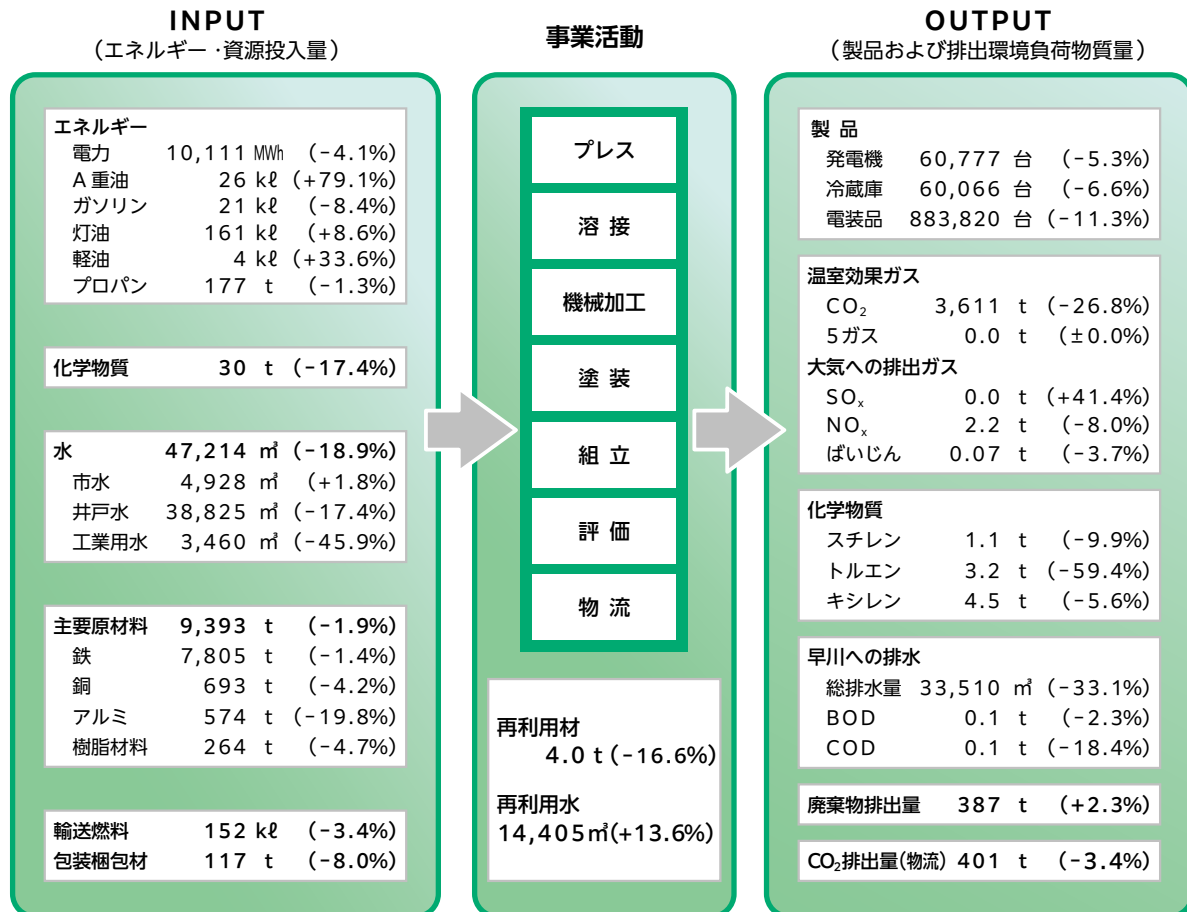 INPUT
（エネルギー・資源投入量）
エネルギー
電力 10,111 MWh (-4.1%)
A重油 26 kℓ (+79.1%)
ガソリン 21 kℓ (-8.4%)
灯油 161 kℓ (+8.6%)
軽油 4 kℓ (+33.6%)
プロパン 177 t (-1.3%)
化学物質 30 t (-17.4%)
水 47,214 ㎥ (-18.9%)
市水 4,928 ㎥ (+1.8%)
井戸水 38,825 ㎥ (-17.4%)
工業用水 3,460 ㎥ (-45.9%)
主要原材料 9,393 t (-1.9%)
鉄 7,805 t (-1.4%)
銅 693 t (-4.2%)
アルミ 574 t (-19.8%)
樹脂材料 264 t (-4.7%)
輸送燃料 152 kℓ (-3.4%)
包装梱包材 117 t (-8.0%)
事業活動
プレス
溶接
機械加工
塗装
組立
評価
物流
再利用材
4.0 t (-16.6%)
再利用水
14,405㎥(+13.6%)
OUTPUT
（製品および排出環境負荷物質量）
製品
発電機 60,777 台 (-5.3%)
冷蔵庫 60,066 台 (-6.6%)
電装品 883,820 台 (-11.3%)
温室効果ガス
CO₂ 3,611 t (-26.8%)
5ガス 0.0 t (±0.0%)
大気への排出ガス
SOₓ 0.0 t (+41.4%)
NOₓ 2.2 t (-8.0%)
ばいじん 0.07 t (-3.7%)
化学物質
スチレン 1.1 t (-9.9%)
トルエン 3.2 t (-59.4%)
キシレン 4.5 t (-5.6%)
早川への排水
総排水量 33,510 ㎥ (-33.1%)
BOD 0.1 t (-2.3%)
COD 0.1 t (-18.4%)
廃棄物排出量 387 t (+2.3%)
CO₂排出量(物流) 401 t (-3.4%)